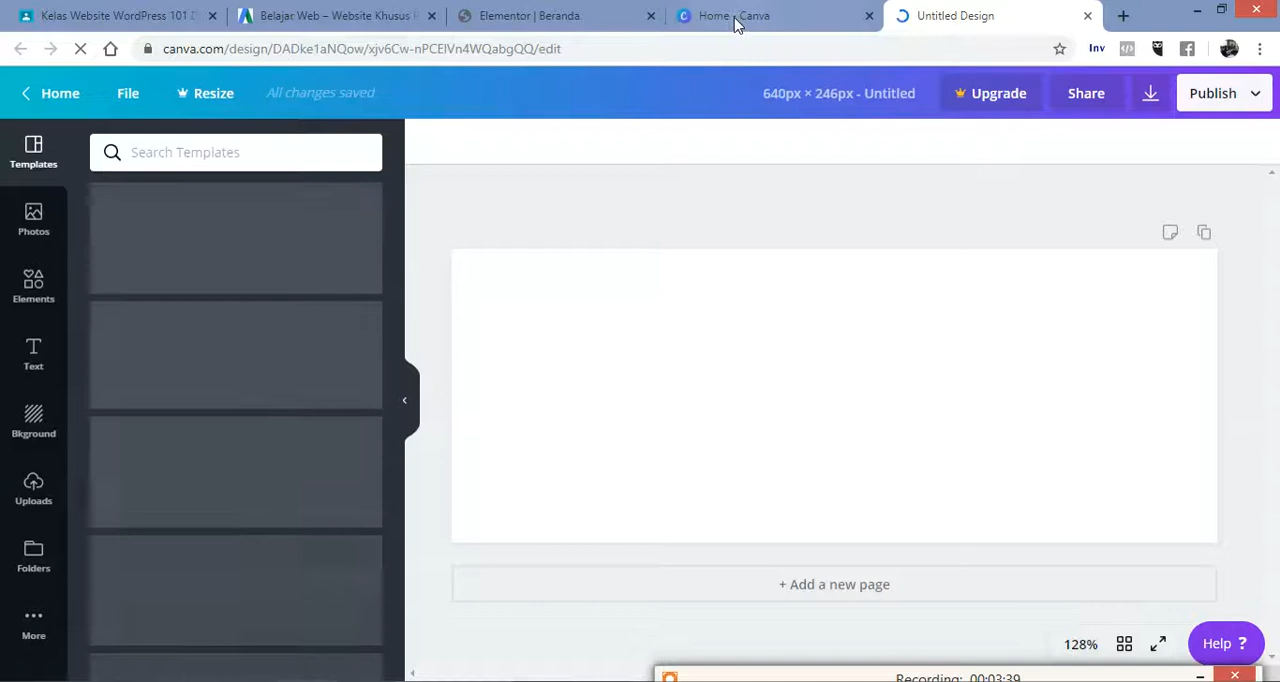 Kelas Website WordPress 101 D
Belajar Web – Website Khusus P
Elementor | Beranda
Home - Canva
Untitled Design
canva.com/design/DADke1aNQow/xjv6Cw-nPCEIVn4WQabgQQ/edit
Inv
Home
File
Resize
All changes saved
640px × 246px - Untitled
Upgrade
Share
Publish
Templates
Search Templates
Photos
Elements
Text
Bkground
Uploads
Folders
More
+ Add a new page
128%
Help ?
Recording: 00:03:39